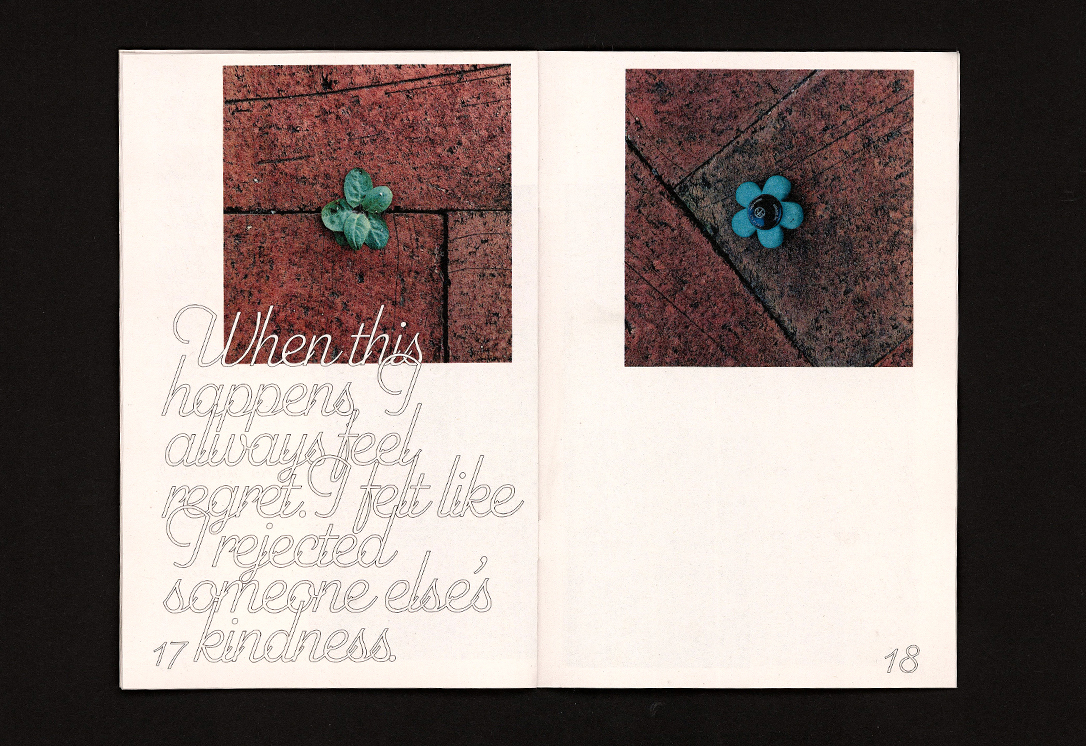 When this
happens, I
always feel
regret. I felt like
I rejected
someone else's
kindness.
17
18